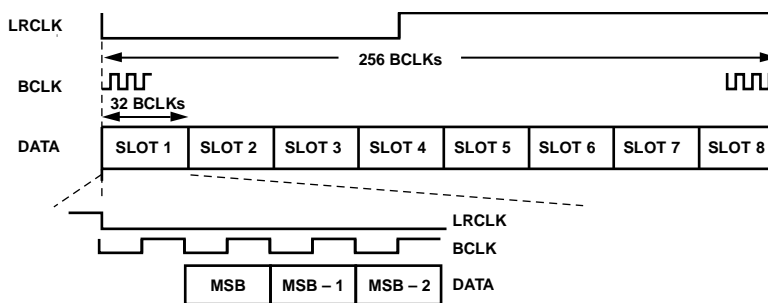 LRCLK
256 BCLKs
BCLK
32 BCLKs
DATA SLOT 1 SLOT 2 SLOT 3 SLOT 4 SLOT 5 SLOT 6 SLOT 7 SLOT 8
LRCLK
BCLK
MSB MSB – 1 MSB – 2 DATA